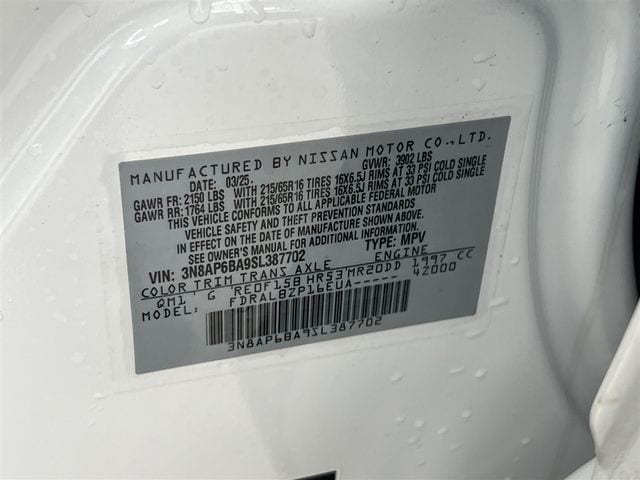 MANUFACTURED BY NISSAN MOTOR CO., LTD.
DATE: 03/25. GVWR: 3902 LBS
GAWR FR: 2150 LBS WITH 215/65R16 TIRES 16X6.5J RIMS AT 33 PSI COLD SINGLE
GAWR RR: 1764 LBS WITH 215/65R16 TIRES 16X6.5J RIMS AT 33 PSI COLD SINGLE
THIS VEHICLE CONFORMS TO ALL APPLICABLE FEDERAL MOTOR
VEHICLE SAFETY AND THEFT PREVENTION STANDARDS
IN EFFECT ON THE DATE OF MANUFACTURE SHOWN ABOVE.
SEE OWNER'S MANUAL FOR ADDITIONAL INFORMATION.
VIN: 3N8AP6BA9SL387702 TYPE: MPV
COLOR TRIM TRANS AXLE ENGINE
QM1 G RE0F15B HR53 MR20DD 1997 CC
MODEL: FDRALBZP16EUA----- 42000
3N8AP6BA9SL387702